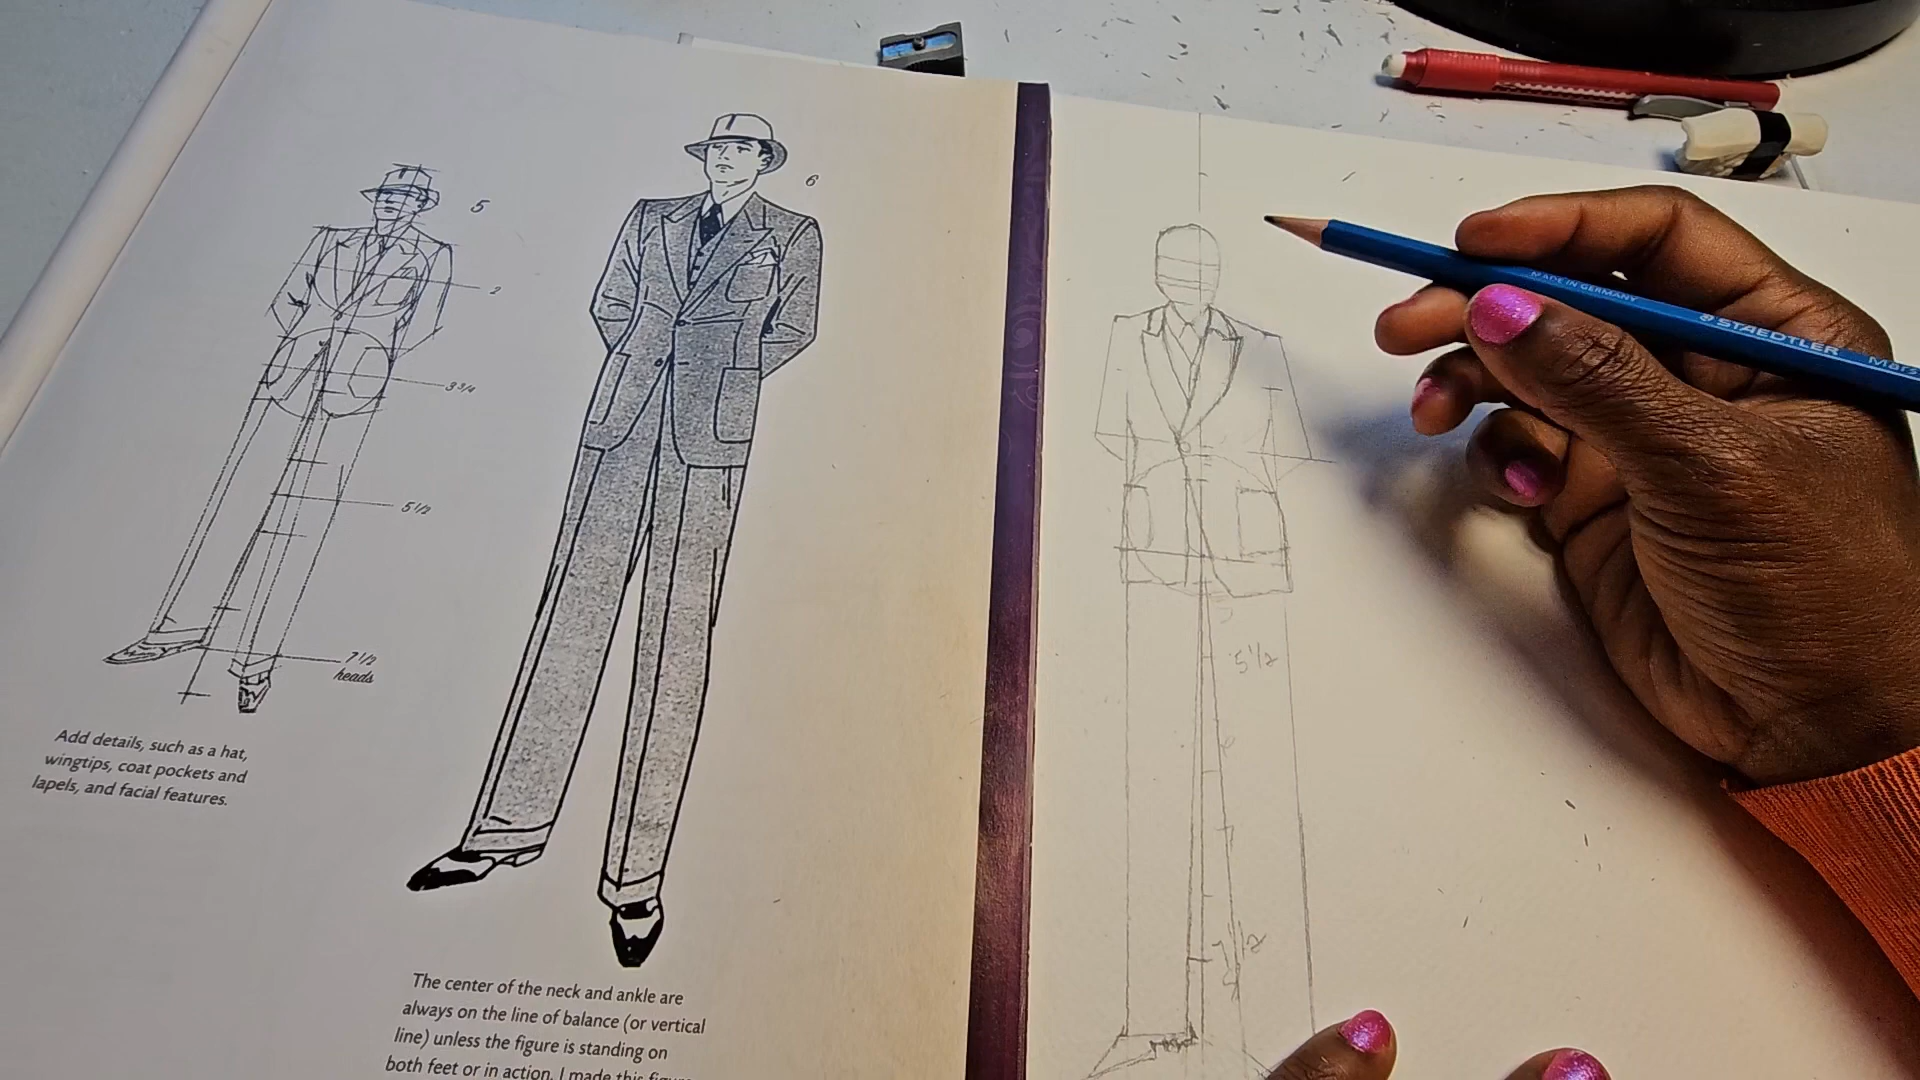 5
6
2
3 3/4
5 1/2
7 1/2
heads
Add details, such as a hat,
wingtips, coat pockets and
lapels, and facial features.
The center of the neck and ankle are
always on the line of balance (or vertical
line) unless the figure is standing on
both feet or in action. I made this
5 1/2
7 1/2
MADE IN GERMANY
STAEDTLER Mars